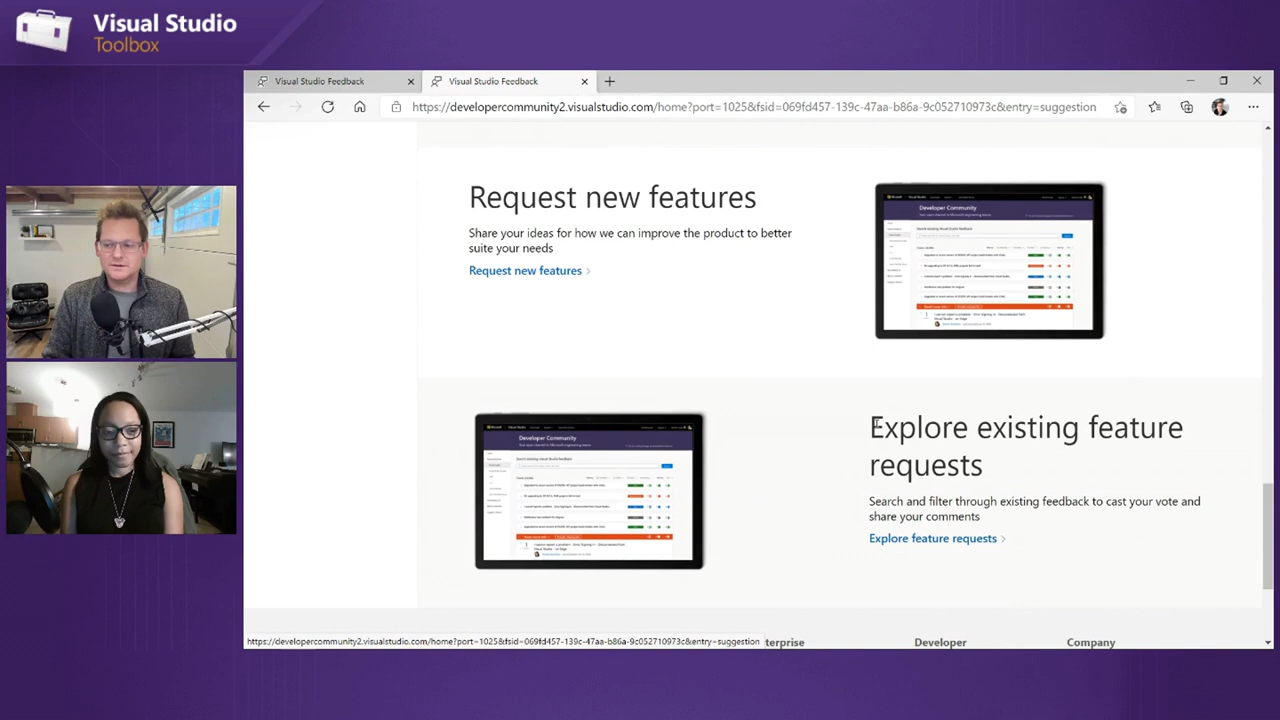 Visual Studio
Toolbox
Visual Studio Feedback
Visual Studio Feedback
https://developercommunity2.visualstudio.com/home?port=1025&fsid=069fd457-139c-47aa-b86a-9c052710973c&entry=suggestion
Request new features
Share your ideas for how we can improve the product to better
suite your needs
Request new features
Developer Community
Explore existing feature
requests
Search and filter through existing feedback to cast your vote and
share your comments
Explore feature requests
Developer Community
https://developercommunity2.visualstudio.com/home?port=1025&fsid=069fd457-139c-47aa-b86a-9c052710973c&entry=suggestion
terprise
Developer
Company